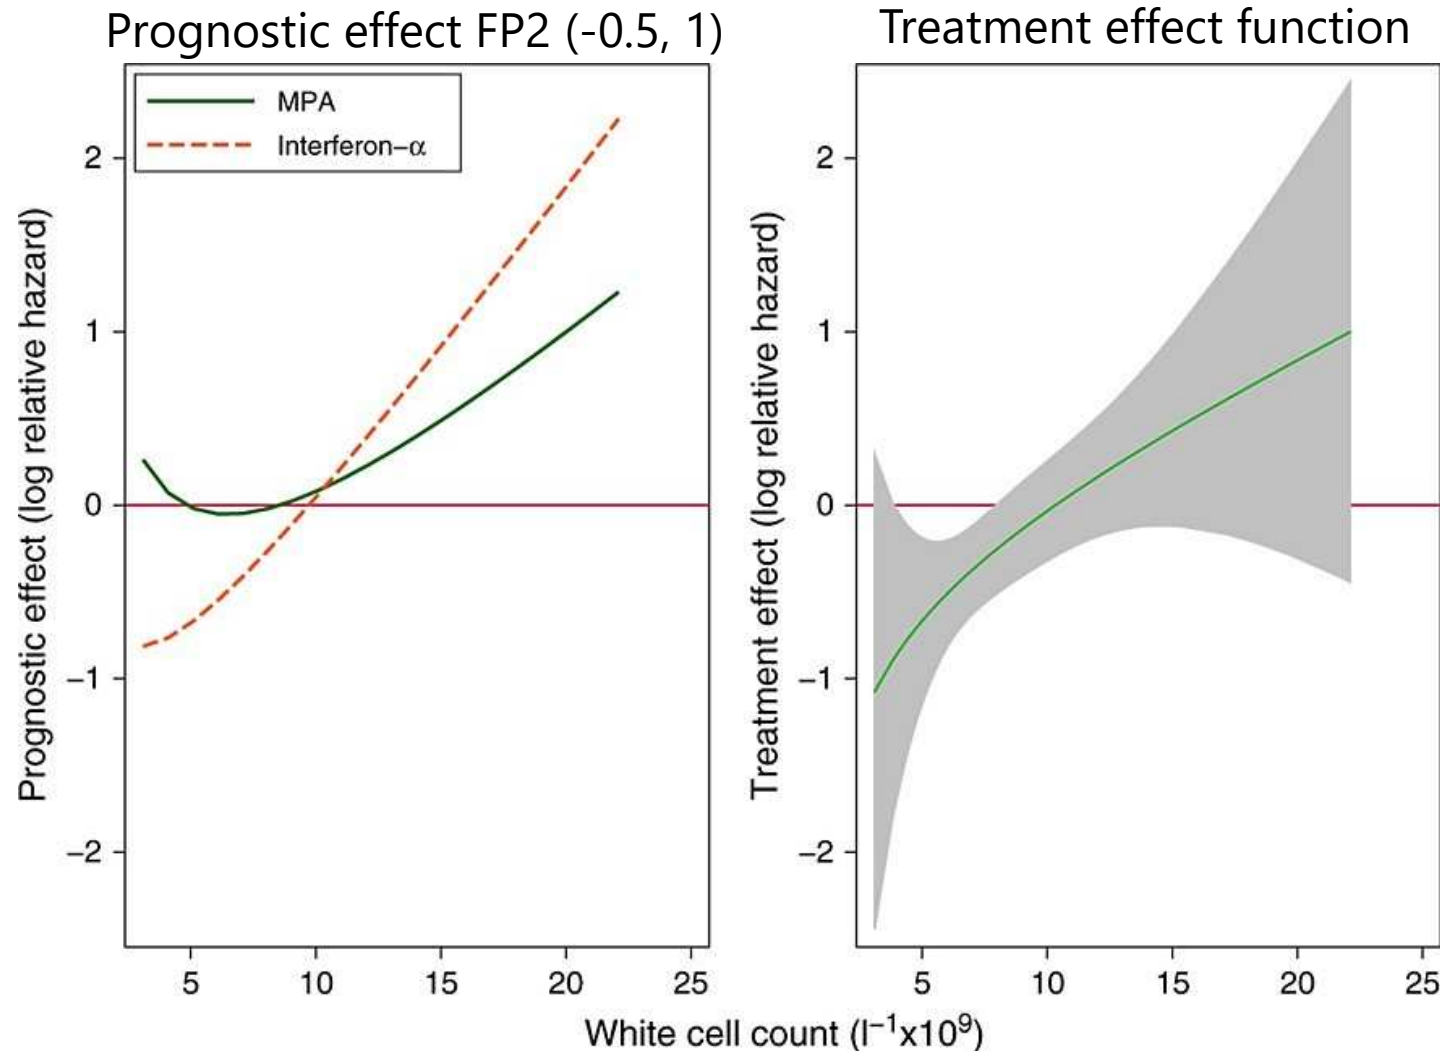 Prognostic effect FP2 (-0.5, 1)
MPA
Interferon−α
Prognostic effect (log relative hazard)
2
1
0
−1
−2
5 10 15 20 25
Treatment effect function
Treatment effect (log relative hazard)
2
1
0
−1
−2
5 10 15 20 25
White cell count (l⁻¹x10⁹)